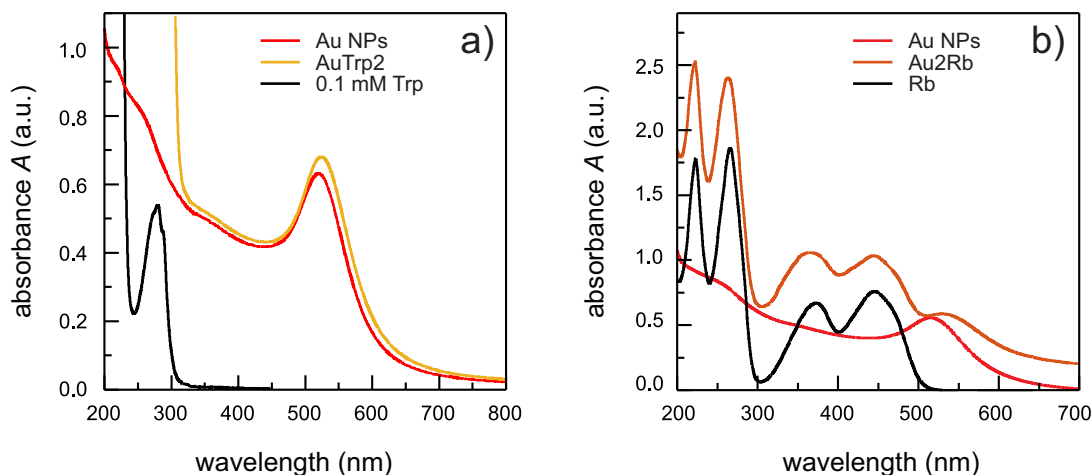 a)
Au NPs
AuTrp2
0.1 mM Trp
1.0
0.8
0.6
0.4
0.2
0.0
absorbance A (a.u.)
200 300 400 500 600 700 800
wavelength (nm)
b)
Au NPs
Au2Rb
Rb
2.5
2.0
1.5
1.0
0.5
0.0
absorbance A (a.u.)
200 300 400 500 600 700
wavelength (nm)